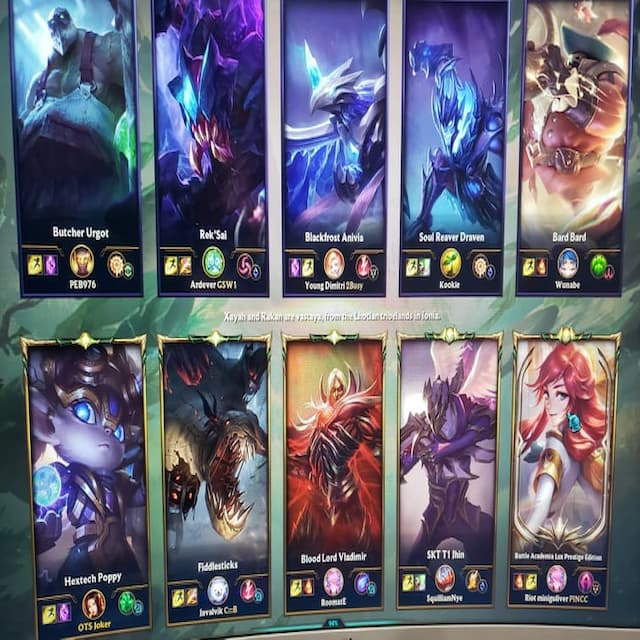 Butcher Urgot
PEB976
Rek'Sai
Ardever GSW1
Blackfrost Anivia
Young Dimitri 2Busy
Soul Reaver Draven
Kookie
Bard Bard
Wunabe
Xayah and Rakan are vastaya, from the Lhotlan tribelands in Ionia.
Hextech Poppy
OTS Joker
Fiddlesticks
Blood Lord Vladimir
RoomatE
SKT T1 Jhin
SquilliamNye
Battle Academia Lux Prestige Edition
Riot miniguliver PINCC
94%